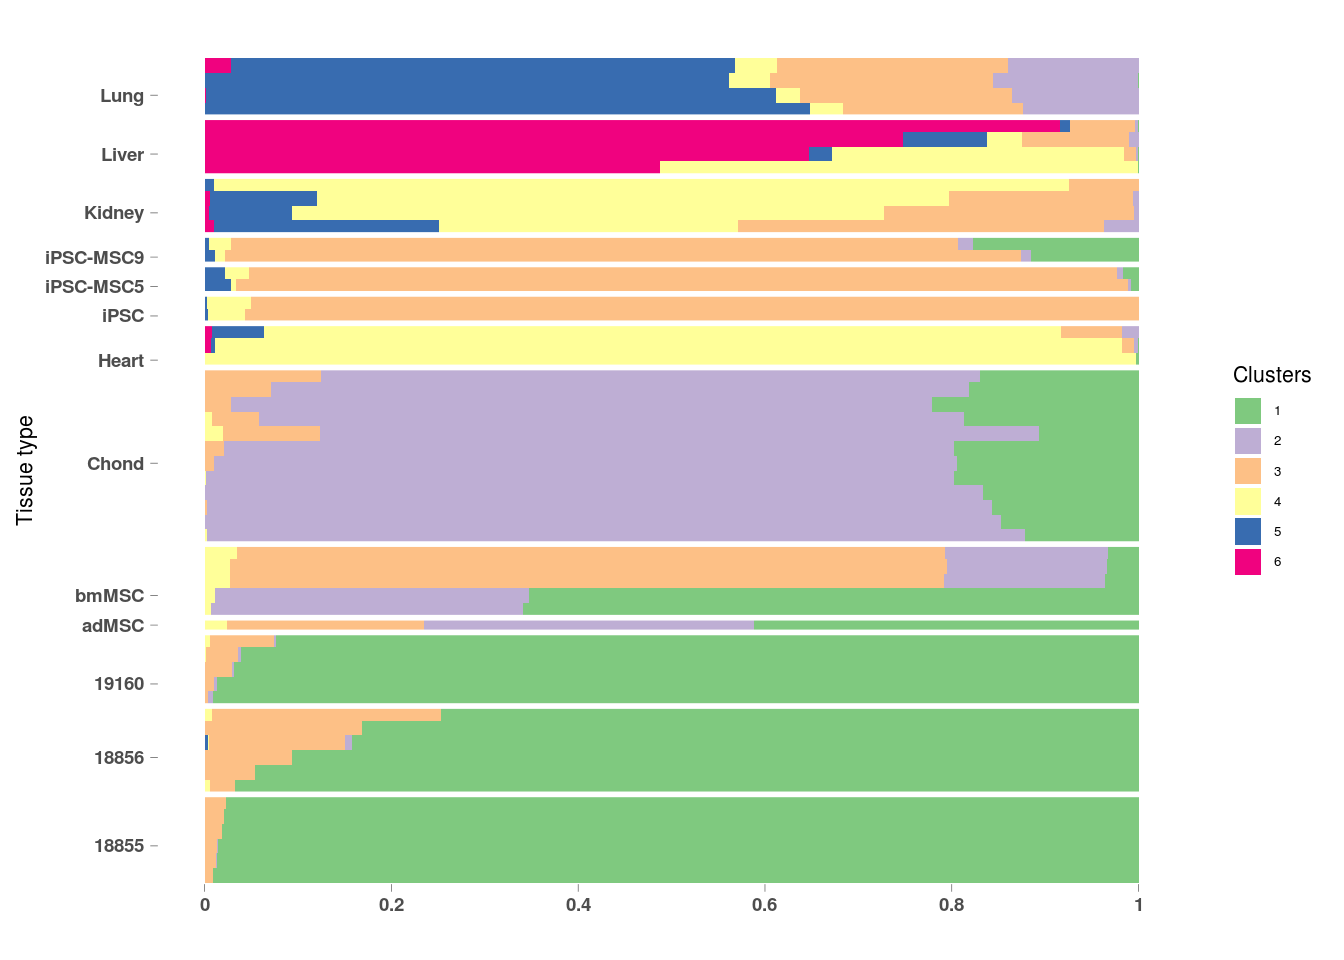 Tissue type
Lung
Liver
Kidney
iPSC-MSC9
iPSC-MSC5
iPSC
Heart
Chond
bmMSC
adMSC
19160
18856
18855
0 0.2 0.4 0.6 0.8 1
Clusters
1
2
3
4
5
6